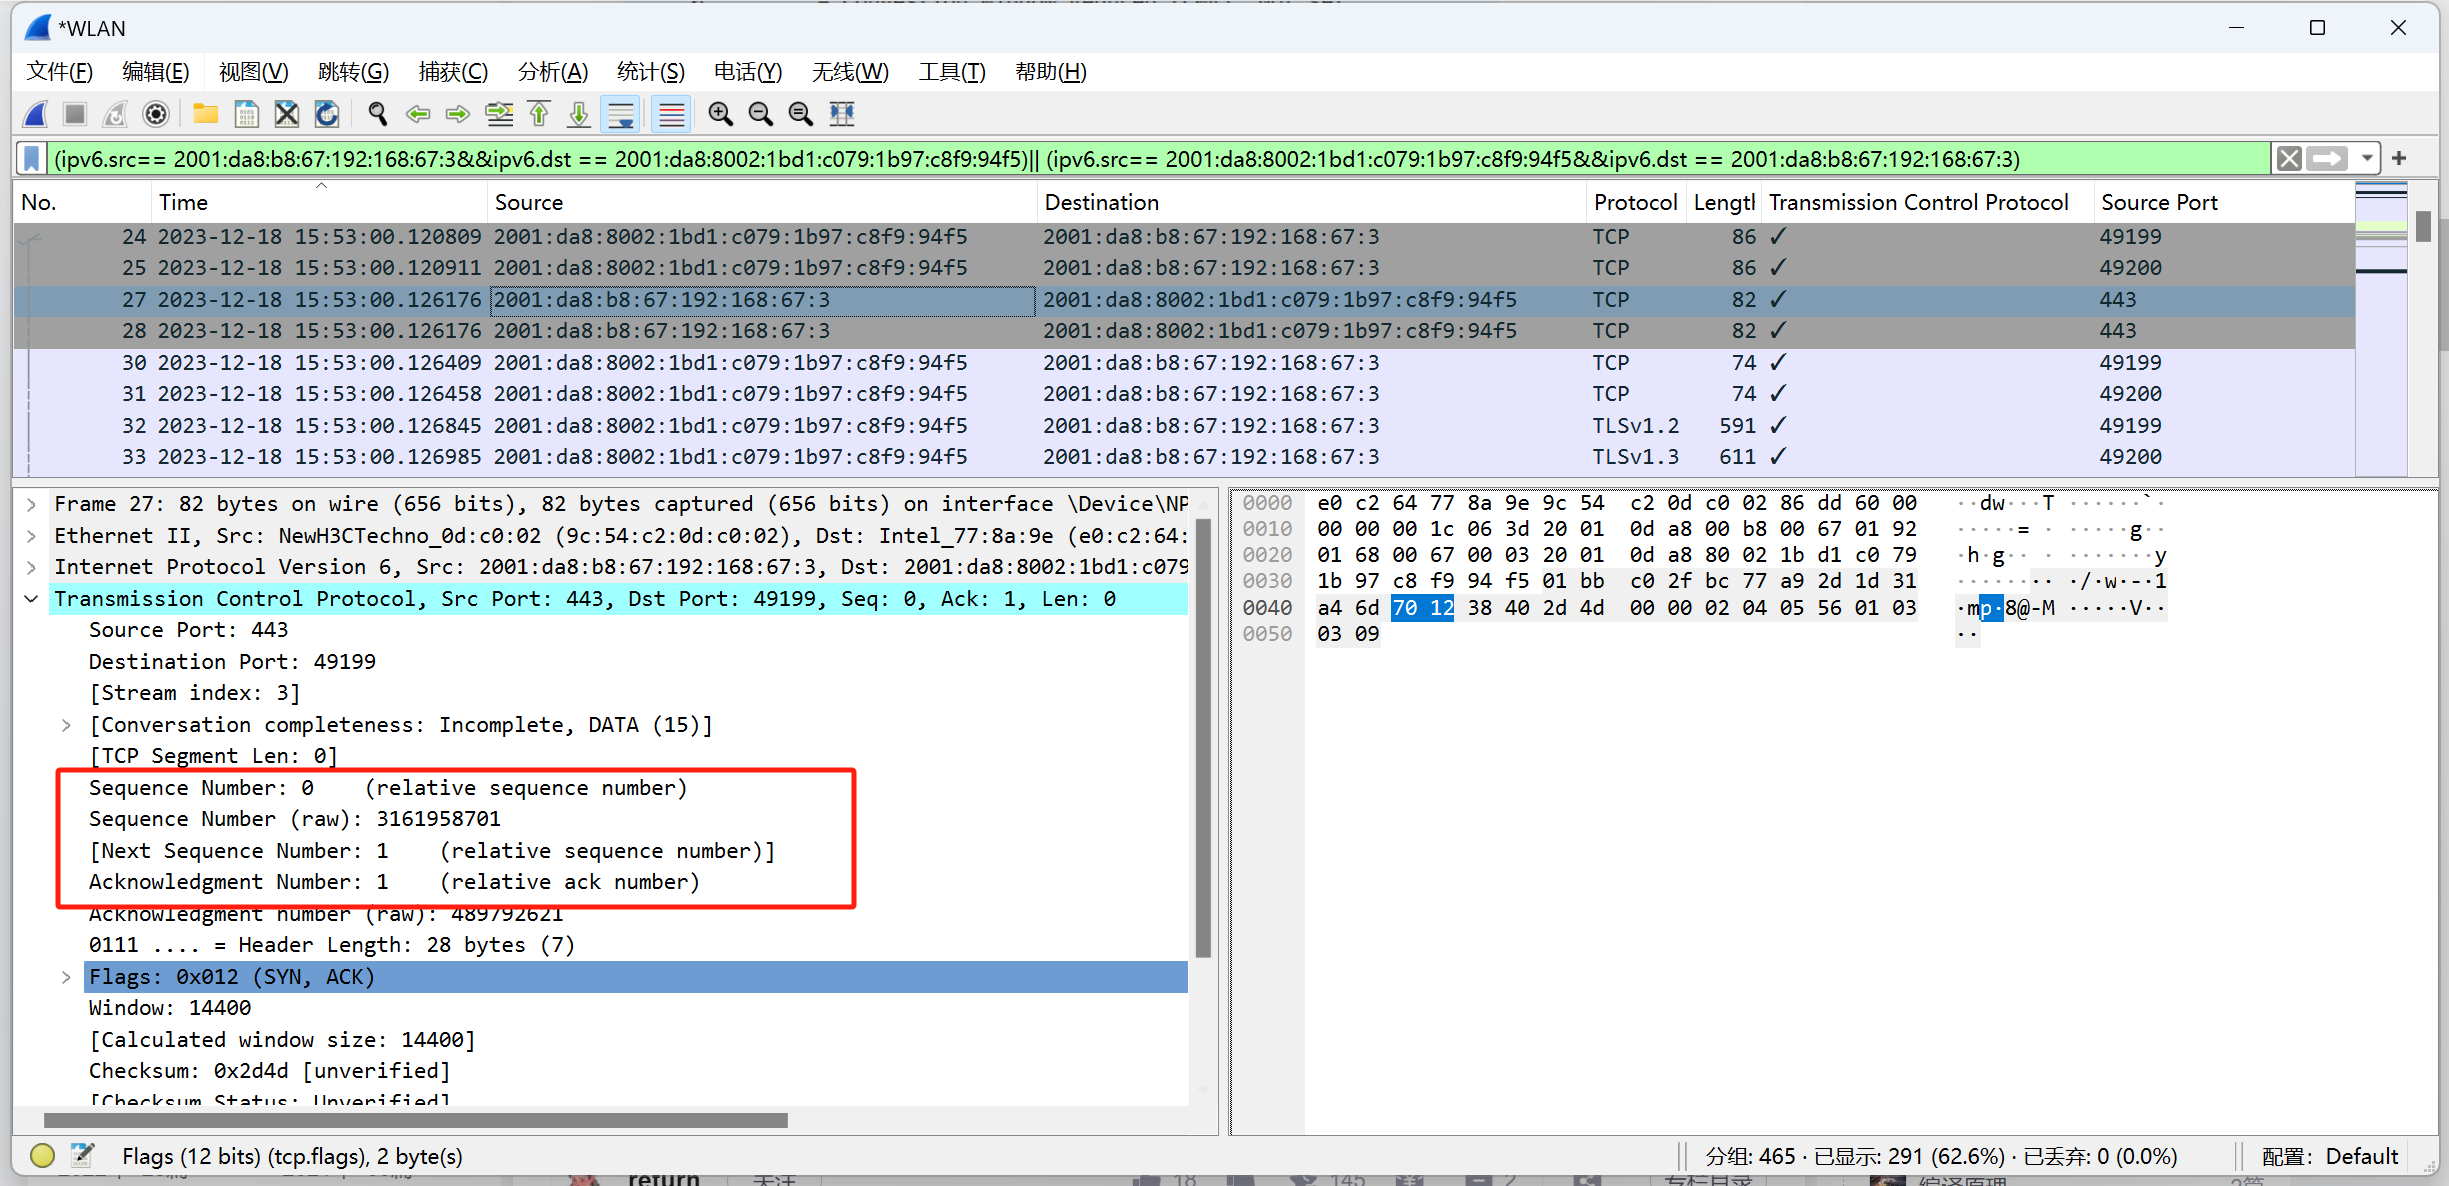 *WLAN
文件(F) 编辑(E) 视图(V) 跳转(G) 捕获(C) 分析(A) 统计(S) 电话(Y) 无线(W) 工具(T) 帮助(H)
(ipv6.src== 2001:da8:b8:67:192:168:67:3&&ipv6.dst == 2001:da8:8002:1bd1:c079:1b97:c8f9:94f5)|| (ipv6.src== 2001:da8:8002:1bd1:c079:1b97:c8f9:94f5&&ipv6.dst == 2001:da8:b8:67:192:168:67:3)
No. Time Source Destination Protocol Lengtl Transmission Control Protocol Source Port
24 2023-12-18 15:53:00.120809 2001:da8:8002:1bd1:c079:1b97:c8f9:94f5 2001:da8:b8:67:192:168:67:3 TCP 86 ✓ 49199
25 2023-12-18 15:53:00.120911 2001:da8:8002:1bd1:c079:1b97:c8f9:94f5 2001:da8:b8:67:192:168:67:3 TCP 86 ✓ 49200
27 2023-12-18 15:53:00.126176 2001:da8:b8:67:192:168:67:3 2001:da8:8002:1bd1:c079:1b97:c8f9:94f5 TCP 82 ✓ 443
28 2023-12-18 15:53:00.126176 2001:da8:b8:67:192:168:67:3 2001:da8:8002:1bd1:c079:1b97:c8f9:94f5 TCP 82 ✓ 443
30 2023-12-18 15:53:00.126409 2001:da8:8002:1bd1:c079:1b97:c8f9:94f5 2001:da8:b8:67:192:168:67:3 TCP 74 ✓ 49199
31 2023-12-18 15:53:00.126458 2001:da8:8002:1bd1:c079:1b97:c8f9:94f5 2001:da8:b8:67:192:168:67:3 TCP 74 ✓ 49200
32 2023-12-18 15:53:00.126845 2001:da8:8002:1bd1:c079:1b97:c8f9:94f5 2001:da8:b8:67:192:168:67:3 TLSv1.2 591 ✓ 49199
33 2023-12-18 15:53:00.126985 2001:da8:8002:1bd1:c079:1b97:c8f9:94f5 2001:da8:b8:67:192:168:67:3 TLSv1.3 611 ✓ 49200
Frame 27: 82 bytes on wire (656 bits), 82 bytes captured (656 bits) on interface \Device\NP
Ethernet II, Src: NewH3CTechno_0d:c0:02 (9c:54:c2:0d:c0:02), Dst: Intel_77:8a:9e (e0:c2:64:
Internet Protocol Version 6, Src: 2001:da8:b8:67:192:168:67:3, Dst: 2001:da8:8002:1bd1:c079
Transmission Control Protocol, Src Port: 443, Dst Port: 49199, Seq: 0, Ack: 1, Len: 0
Source Port: 443
Destination Port: 49199
[Stream index: 3]
[Conversation completeness: Incomplete, DATA (15)]
[TCP Segment Len: 0]
Sequence Number: 0 (relative sequence number)
Sequence Number (raw): 3161958701
[Next Sequence Number: 1 (relative sequence number)]
Acknowledgment Number: 1 (relative ack number)
Acknowledgment number (raw): 489792621
0111 .... = Header Length: 28 bytes (7)
Flags: 0x012 (SYN, ACK)
Window: 14400
[Calculated window size: 14400]
Checksum: 0x2d4d [unverified]
[Checksum Status: Unverified]
0000 e0 c2 64 77 8a 9e 9c 54 c2 0d c0 02 86 dd 60 00 ··dw···T ······`·
0010 00 00 00 1c 06 3d 20 01 0d a8 00 b8 00 67 01 92 ·····= · ·····g··
0020 01 68 00 67 00 03 20 01 0d a8 80 02 1b d1 c0 79 ·h·g·· · ·······y
0030 1b 97 c8 f9 94 f5 01 bb c0 2f bc 77 a9 2d 1d 31 ········ ·/·w·-·1
0040 a4 6d 70 12 38 40 2d 4d 00 00 02 04 05 56 01 03 ·mp·8@-M ·····V··
0050 03 09 ··
Flags (12 bits) (tcp.flags), 2 byte(s)
分组: 465 · 已显示: 291 (62.6%) · 已丢弃: 0 (0.0%)
配置: Default